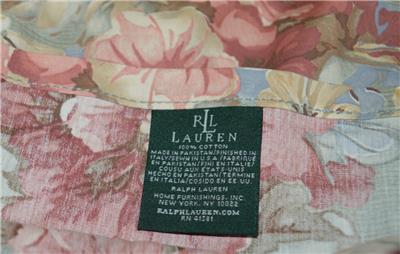 RLL
LAUREN
100% COTTON
MADE IN PAKISTAN/FINISHED IN
ITALY/SEWN IN U.S.A/FABRIQUE
EN PAKISTAN/FINI EN ITALIE/
COUSU AUX ETATS-UNIS
HECHO EN PAKISTAN/TERMINE
EN ITALIA/COSIDO EN EE.UU.
RALPH LAUREN
HOME FURNISHINGS, INC.
NEW YORK, NY 10022
RALPHLAUREN.COM
RN 41381